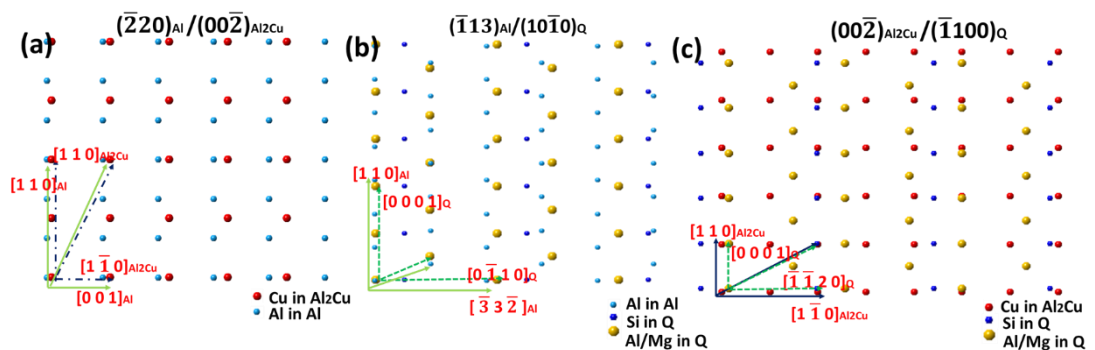 (a)
(2̅20)Al/(002̅)Al2Cu
[1 1 0]Al2Cu
[1 1 0]Al
[1 1̅ 0]Al2Cu
[0 0 1]Al
Cu in Al2Cu
Al in Al
(b)
(1̅13)Al/(101̅0)Q
[1 1 0]Al
[0 0 0 1]Q
[0 1̅ 1 0]Q
[3̅ 3 2̅]Al
Al in Al
Si in Q
Al/Mg in Q
(c)
(002̅)Al2Cu/(1̅100)Q
[1 1 0]Al2Cu
[0 0 0 1]Q
[1̅ 1̅ 2 0]Q
[1 1̅ 0]Al2Cu
Cu in Al2Cu
Si in Q
Al/Mg in Q